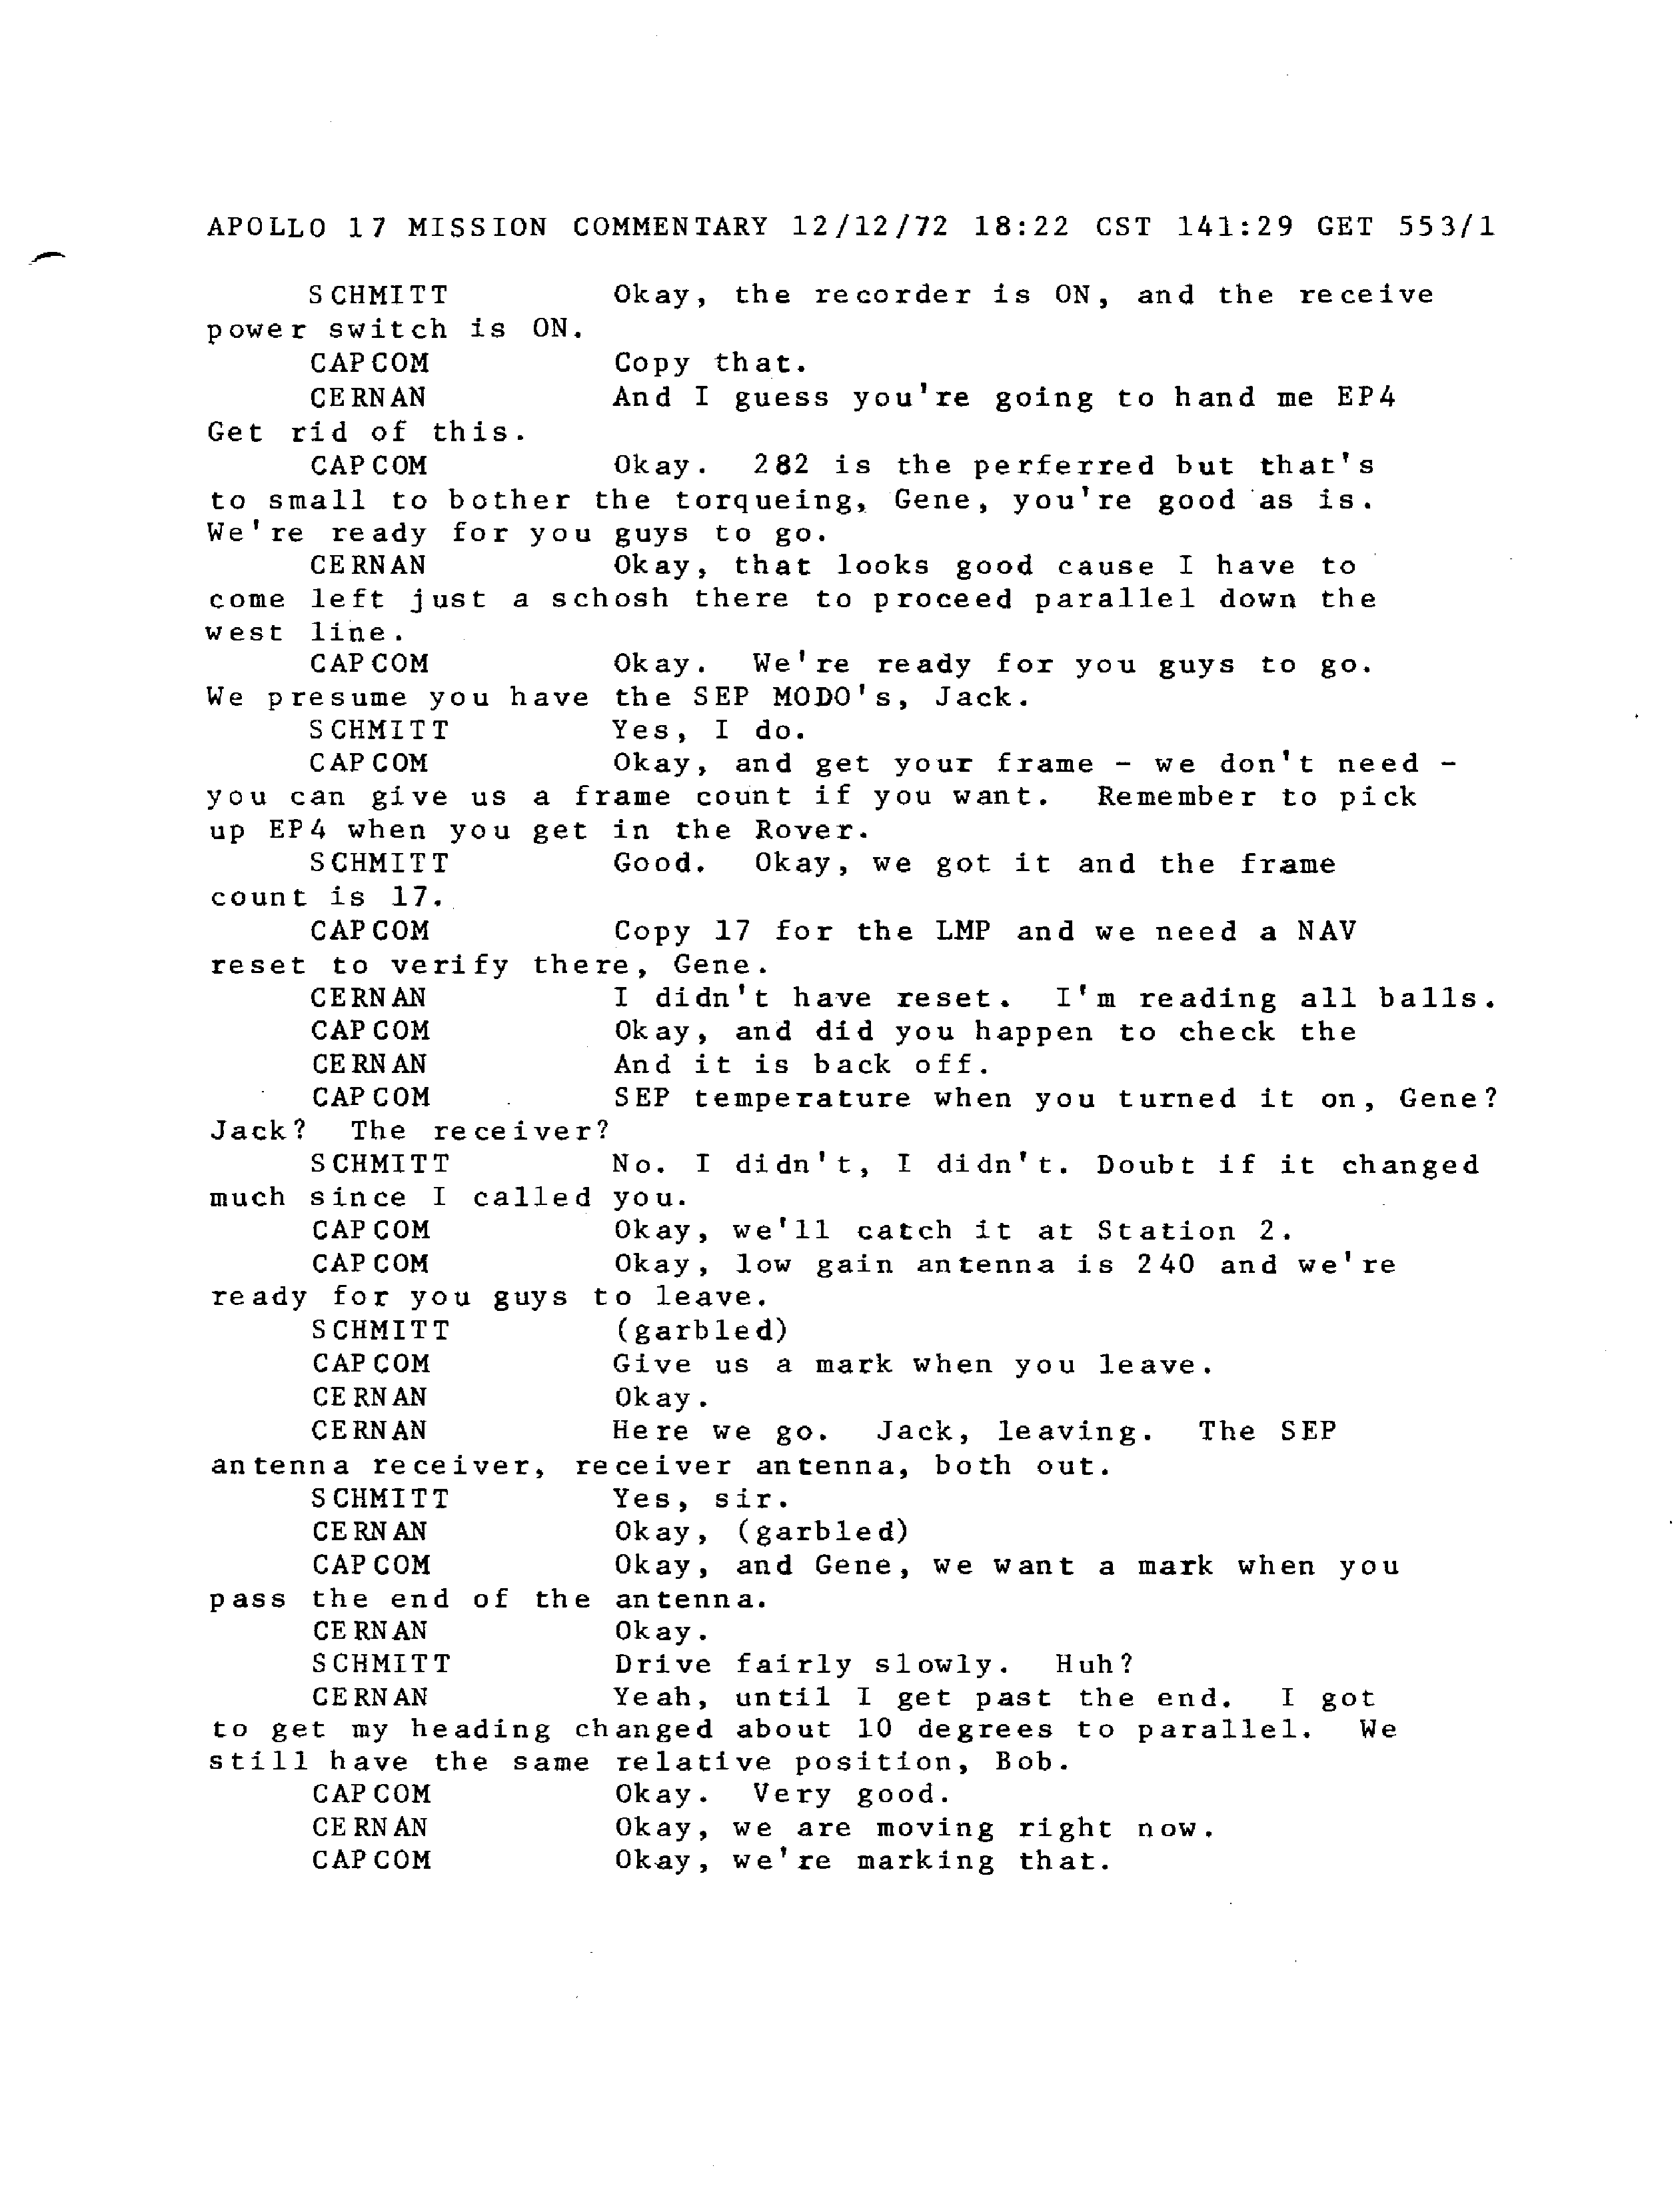 APOLLO 17 MISSION COMMENTARY 12/12/72 18:22 CST 141:29 GET 553/1
SCHMITT Okay, the recorder is ON, and the receive
power switch is ON.
CAPCOM Copy that.
CERNAN And I guess you're going to hand me EP4
Get rid of this.
CAPCOM Okay. 282 is the perferred but that's
to small to bother the torqueing, Gene, you're good as is.
We're ready for you guys to go.
CERNAN Okay, that looks good cause I have to
come left just a schosh there to proceed parallel down the
west line.
CAPCOM Okay. We're ready for you guys to go.
We presume you have the SEP MODO's, Jack.
SCHMITT Yes, I do.
CAPCOM Okay, and get your frame - we don't need -
you can give us a frame count if you want. Remember to pick
up EP4 when you get in the Rover.
SCHMITT Good. Okay, we got it and the frame
count is 17.
CAPCOM Copy 17 for the LMP and we need a NAV
reset to verify there, Gene.
CERNAN I didn't have reset. I'm reading all balls.
CAPCOM Okay, and did you happen to check the
CERNAN And it is back off.
CAPCOM SEP temperature when you turned it on, Gene?
Jack? The receiver?
SCHMITT No. I didn't, I didn't. Doubt if it changed
much since I called you.
CAPCOM Okay, we'll catch it at Station 2.
CAPCOM Okay, low gain antenna is 240 and we're
ready for you guys to leave.
SCHMITT (garbled)
CAPCOM Give us a mark when you leave.
CERNAN Okay.
CERNAN Here we go. Jack, leaving. The SEP
antenna receiver, receiver antenna, both out.
SCHMITT Yes, sir.
CERNAN Okay, (garbled)
CAPCOM Okay, and Gene, we want a mark when you
pass the end of the antenna.
CERNAN Okay.
SCHMITT Drive fairly slowly. Huh?
CERNAN Yeah, until I get past the end. I got
to get my heading changed about 10 degrees to parallel. We
still have the same relative position, Bob.
CAPCOM Okay. Very good.
CERNAN Okay, we are moving right now.
CAPCOM Okay, we're marking that.